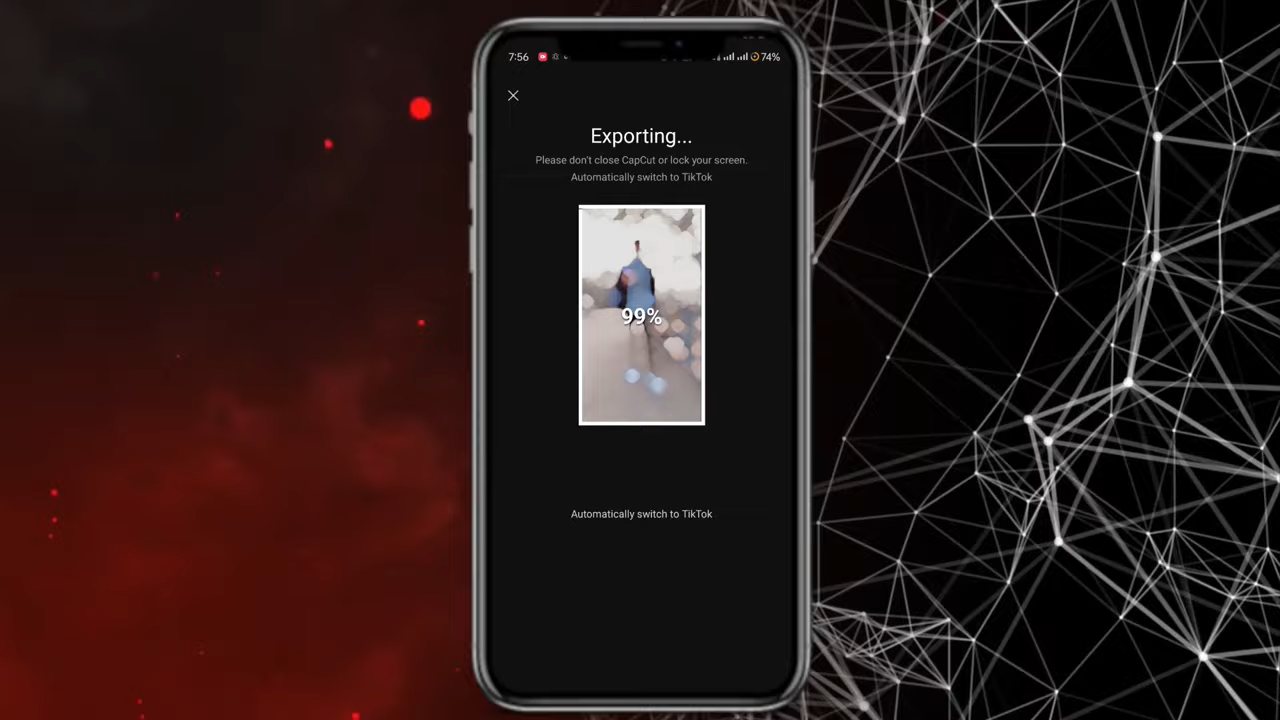 7:56
74%
Exporting...
Please don't close CapCut or lock your screen.
Automatically switch to TikTok
99%
Automatically switch to TikTok